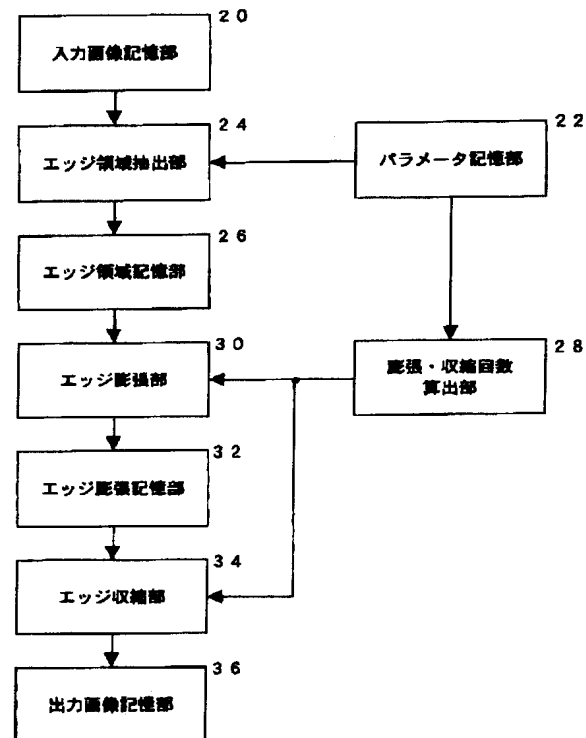 ２０
入力画像記憶部
２４
エッジ領域抽出部
２２
パラメータ記憶部
２６
エッジ領域記憶部
３０
エッジ膨張部
２８
膨張・収縮回数
算出部
３２
エッジ膨張記憶部
３４
エッジ収縮部
３６
出力画像記憶部